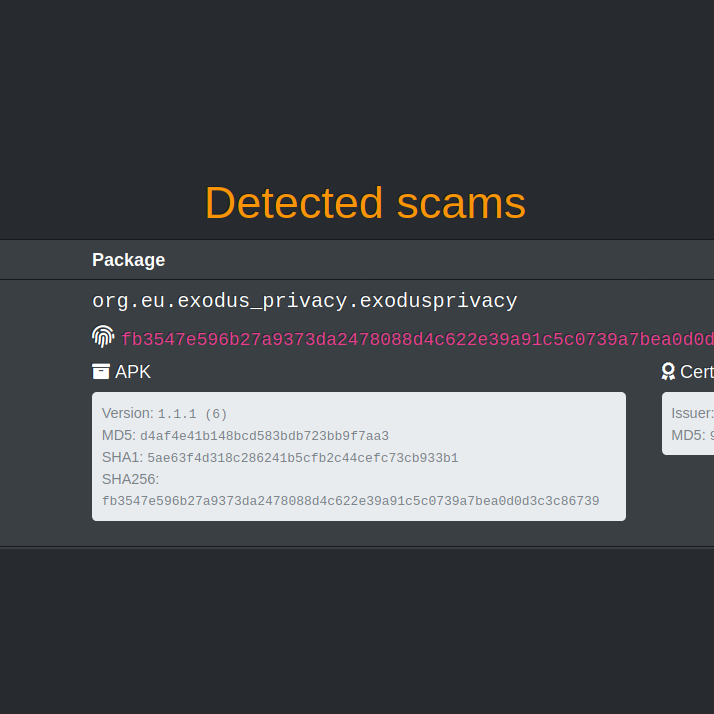 Detected scams
Package
org.eu.exodus_privacy.exodusprivacy
fb3547e596b27a9373da2478088d4c622e39a91c5c0739a7bea0d0d
APK
Cert
Version: 1.1.1 (6)
Issuer:
MD5: d4af4e41b148bcd583bdb723bb9f7aa3
MD5: 9
SHA1: 5ae63f4d318c286241b5cfb2c44cefc73cb933b1
SHA256:
fb3547e596b27a9373da2478088d4c622e39a91c5c0739a7bea0d0d3c3c86739